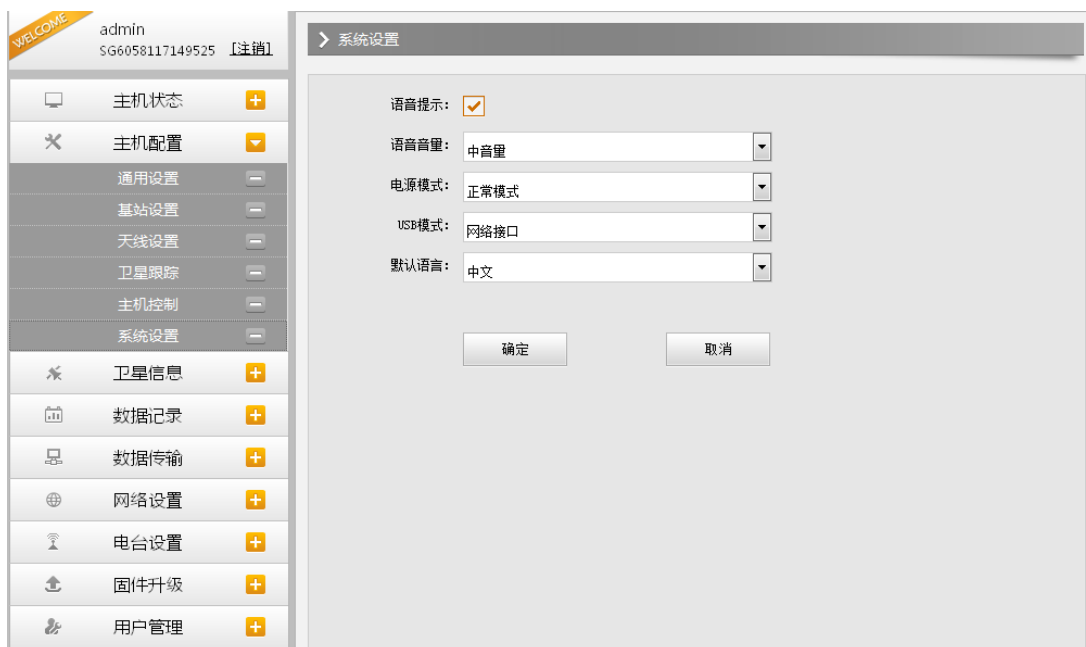 WELCOME
admin
SG6058117149525 [注销]
主机状态
主机配置
通用设置
基站设置
天线设置
卫星跟踪
主机控制
系统设置
卫星信息
数据记录
数据传输
网络设置
电台设置
固件升级
用户管理
系统设置
语音提示:
语音音量: 中音量
电源模式: 正常模式
USB模式: 网络接口
默认语言: 中文
确定 取消